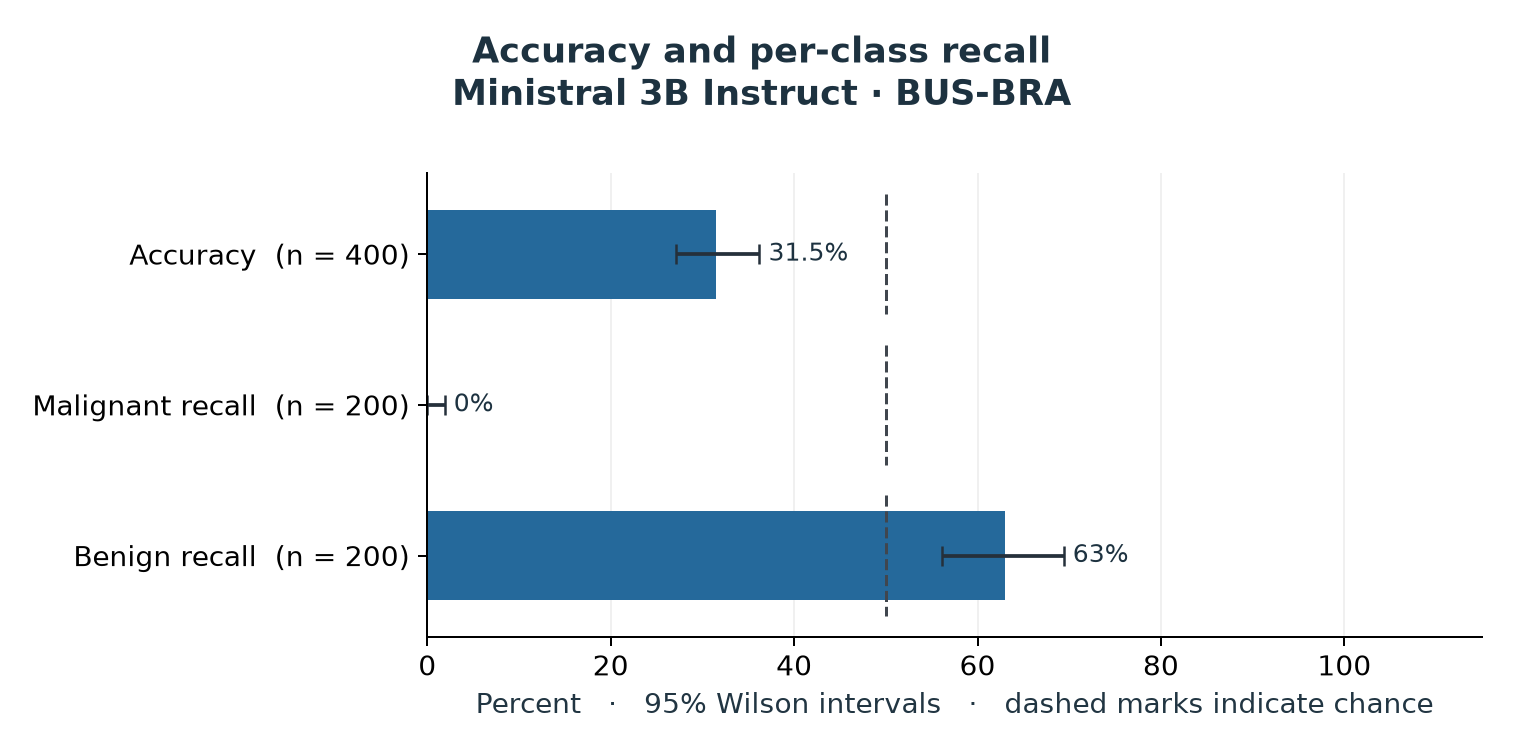 Accuracy and per-class recall
Ministral 3B Instruct · BUS-BRA
Accuracy (n = 400)
31.5%
Malignant recall (n = 200)
0%
Benign recall (n = 200)
63%
0 20 40 60 80 100
Percent · 95% Wilson intervals · dashed marks indicate chance